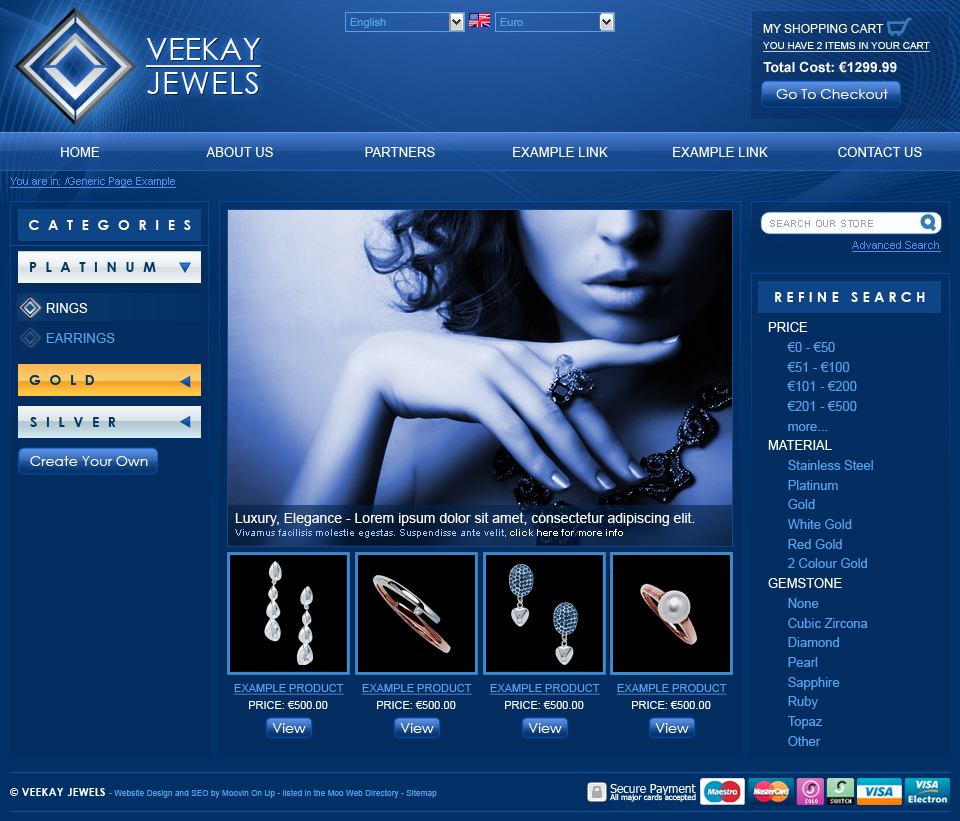 VEEKAY
JEWELS
English
Euro
MY SHOPPING CART
YOU HAVE 2 ITEMS IN YOUR CART
Total Cost: €1299.99
Go To Checkout
HOME
ABOUT US
PARTNERS
EXAMPLE LINK
EXAMPLE LINK
CONTACT US
You are in: /Generic Page Example
CATEGORIES
PLATINUM
RINGS
EARRINGS
GOLD
SILVER
Create Your Own
Luxury, Elegance - Lorem ipsum dolor sit amet, consectetur adipiscing elit.
Vivamus facilisis molestie egestas. Suspendisse ante velit, click here for more info
EXAMPLE PRODUCT
PRICE: €500.00
View
EXAMPLE PRODUCT
PRICE: €500.00
View
EXAMPLE PRODUCT
PRICE: €500.00
View
EXAMPLE PRODUCT
PRICE: €500.00
View
SEARCH OUR STORE
Advanced Search
REFINE SEARCH
PRICE
€0 - €50
€51 - €100
€101 - €200
€201 - €500
more...
MATERIAL
Stainless Steel
Platinum
Gold
White Gold
Red Gold
2 Colour Gold
GEMSTONE
None
Cubic Zircona
Diamond
Pearl
Sapphire
Ruby
Topaz
Other
© VEEKAY JEWELS - Website Design and SEO by Moovin On Up - listed in the Moo Web Directory - Sitemap
Secure Payment
All major cards accepted
Maestro
MasterCard
SOLO
SWITCH
VISA
VISA
Electron